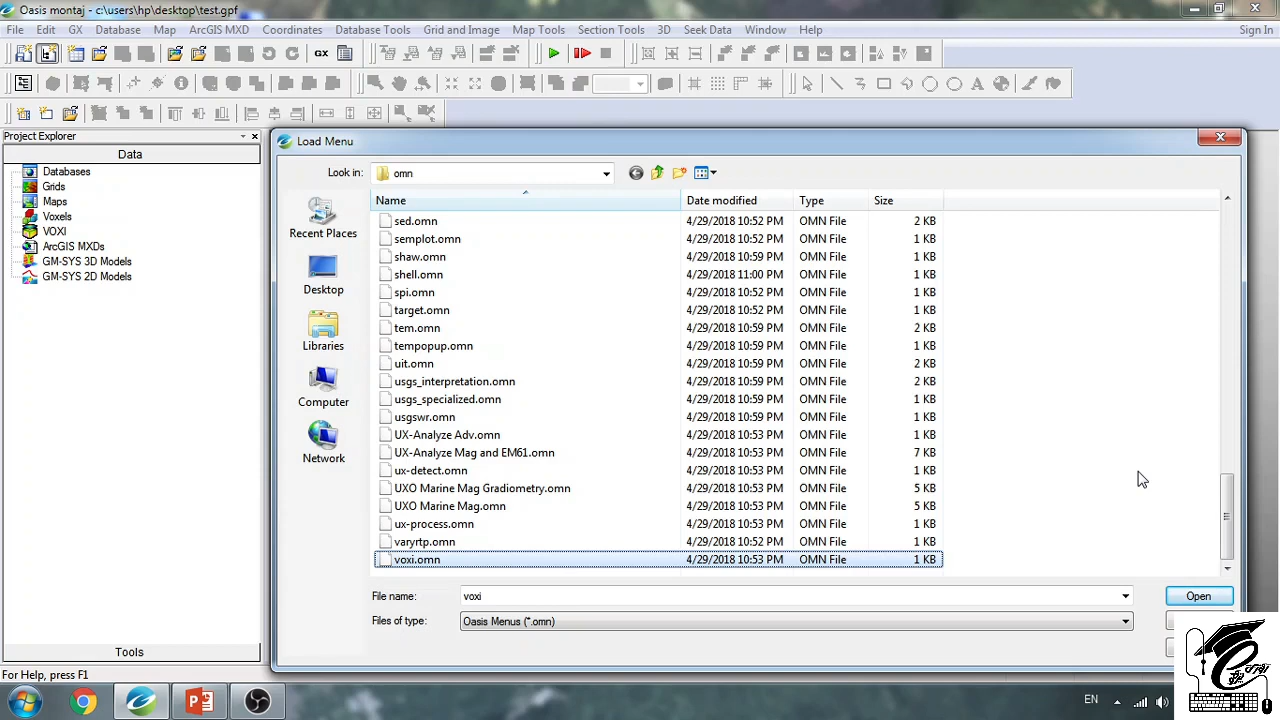 Oasis montaj - c:\users\hp\desktop\test.gpf
File Edit GX Database Map ArcGIS MXD Coordinates Database Tools Grid and Image Map Tools Section Tools 3D Seek Data Window Help Sign In
GX
Project Explorer
Data
Databases
Grids
Maps
Voxels
VOXI
ArcGIS MXDs
GM-SYS 3D Models
GM-SYS 2D Models
Tools
For Help, press F1
Load Menu
Look in: omn
Recent Places
Desktop
Libraries
Computer
Network
Name Date modified Type Size
sed.omn 4/29/2018 10:52 PM OMN File 2 KB
semplot.omn 4/29/2018 10:52 PM OMN File 1 KB
shaw.omn 4/29/2018 10:59 PM OMN File 1 KB
shell.omn 4/29/2018 11:00 PM OMN File 1 KB
spi.omn 4/29/2018 10:52 PM OMN File 1 KB
target.omn 4/29/2018 10:52 PM OMN File 1 KB
tem.omn 4/29/2018 10:59 PM OMN File 2 KB
tempopup.omn 4/29/2018 10:59 PM OMN File 1 KB
uit.omn 4/29/2018 10:59 PM OMN File 2 KB
usgs_interpretation.omn 4/29/2018 10:59 PM OMN File 2 KB
usgs_specialized.omn 4/29/2018 10:59 PM OMN File 1 KB
usgswr.omn 4/29/2018 10:59 PM OMN File 1 KB
UX-Analyze Adv.omn 4/29/2018 10:53 PM OMN File 1 KB
UX-Analyze Mag and EM61.omn 4/29/2018 10:53 PM OMN File 7 KB
ux-detect.omn 4/29/2018 10:53 PM OMN File 1 KB
UXO Marine Mag Gradiometry.omn 4/29/2018 10:53 PM OMN File 5 KB
UXO Marine Mag.omn 4/29/2018 10:53 PM OMN File 5 KB
ux-process.omn 4/29/2018 10:53 PM OMN File 1 KB
varyrtp.omn 4/29/2018 10:52 PM OMN File 1 KB
voxi.omn 4/29/2018 10:53 PM OMN File 1 KB
File name: voxi Open
Files of type: Oasis Menus (*.omn)
EN